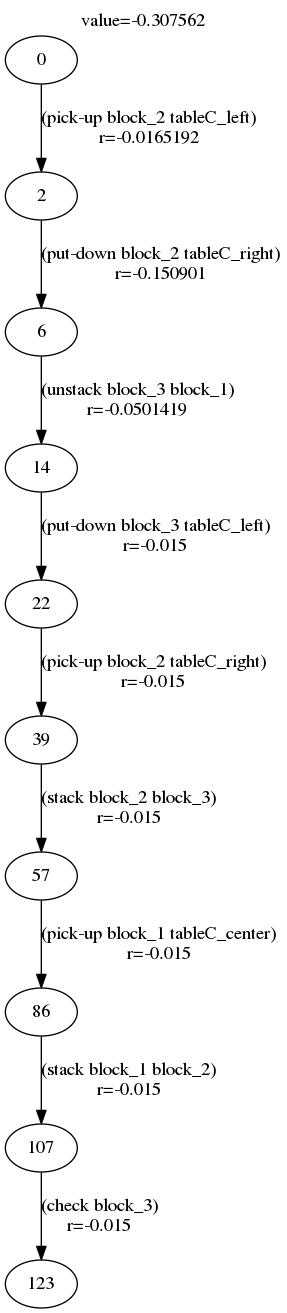 value=-0.307562
0
(pick-up block_2 tableC_left)
r=-0.0165192
2
(put-down block_2 tableC_right)
r=-0.150901
6
(unstack block_3 block_1)
r=-0.0501419
14
(put-down block_3 tableC_left)
r=-0.015
22
(pick-up block_2 tableC_right)
r=-0.015
39
(stack block_2 block_3)
r=-0.015
57
(pick-up block_1 tableC_center)
r=-0.015
86
(stack block_1 block_2)
r=-0.015
107
(check block_3)
r=-0.015
123